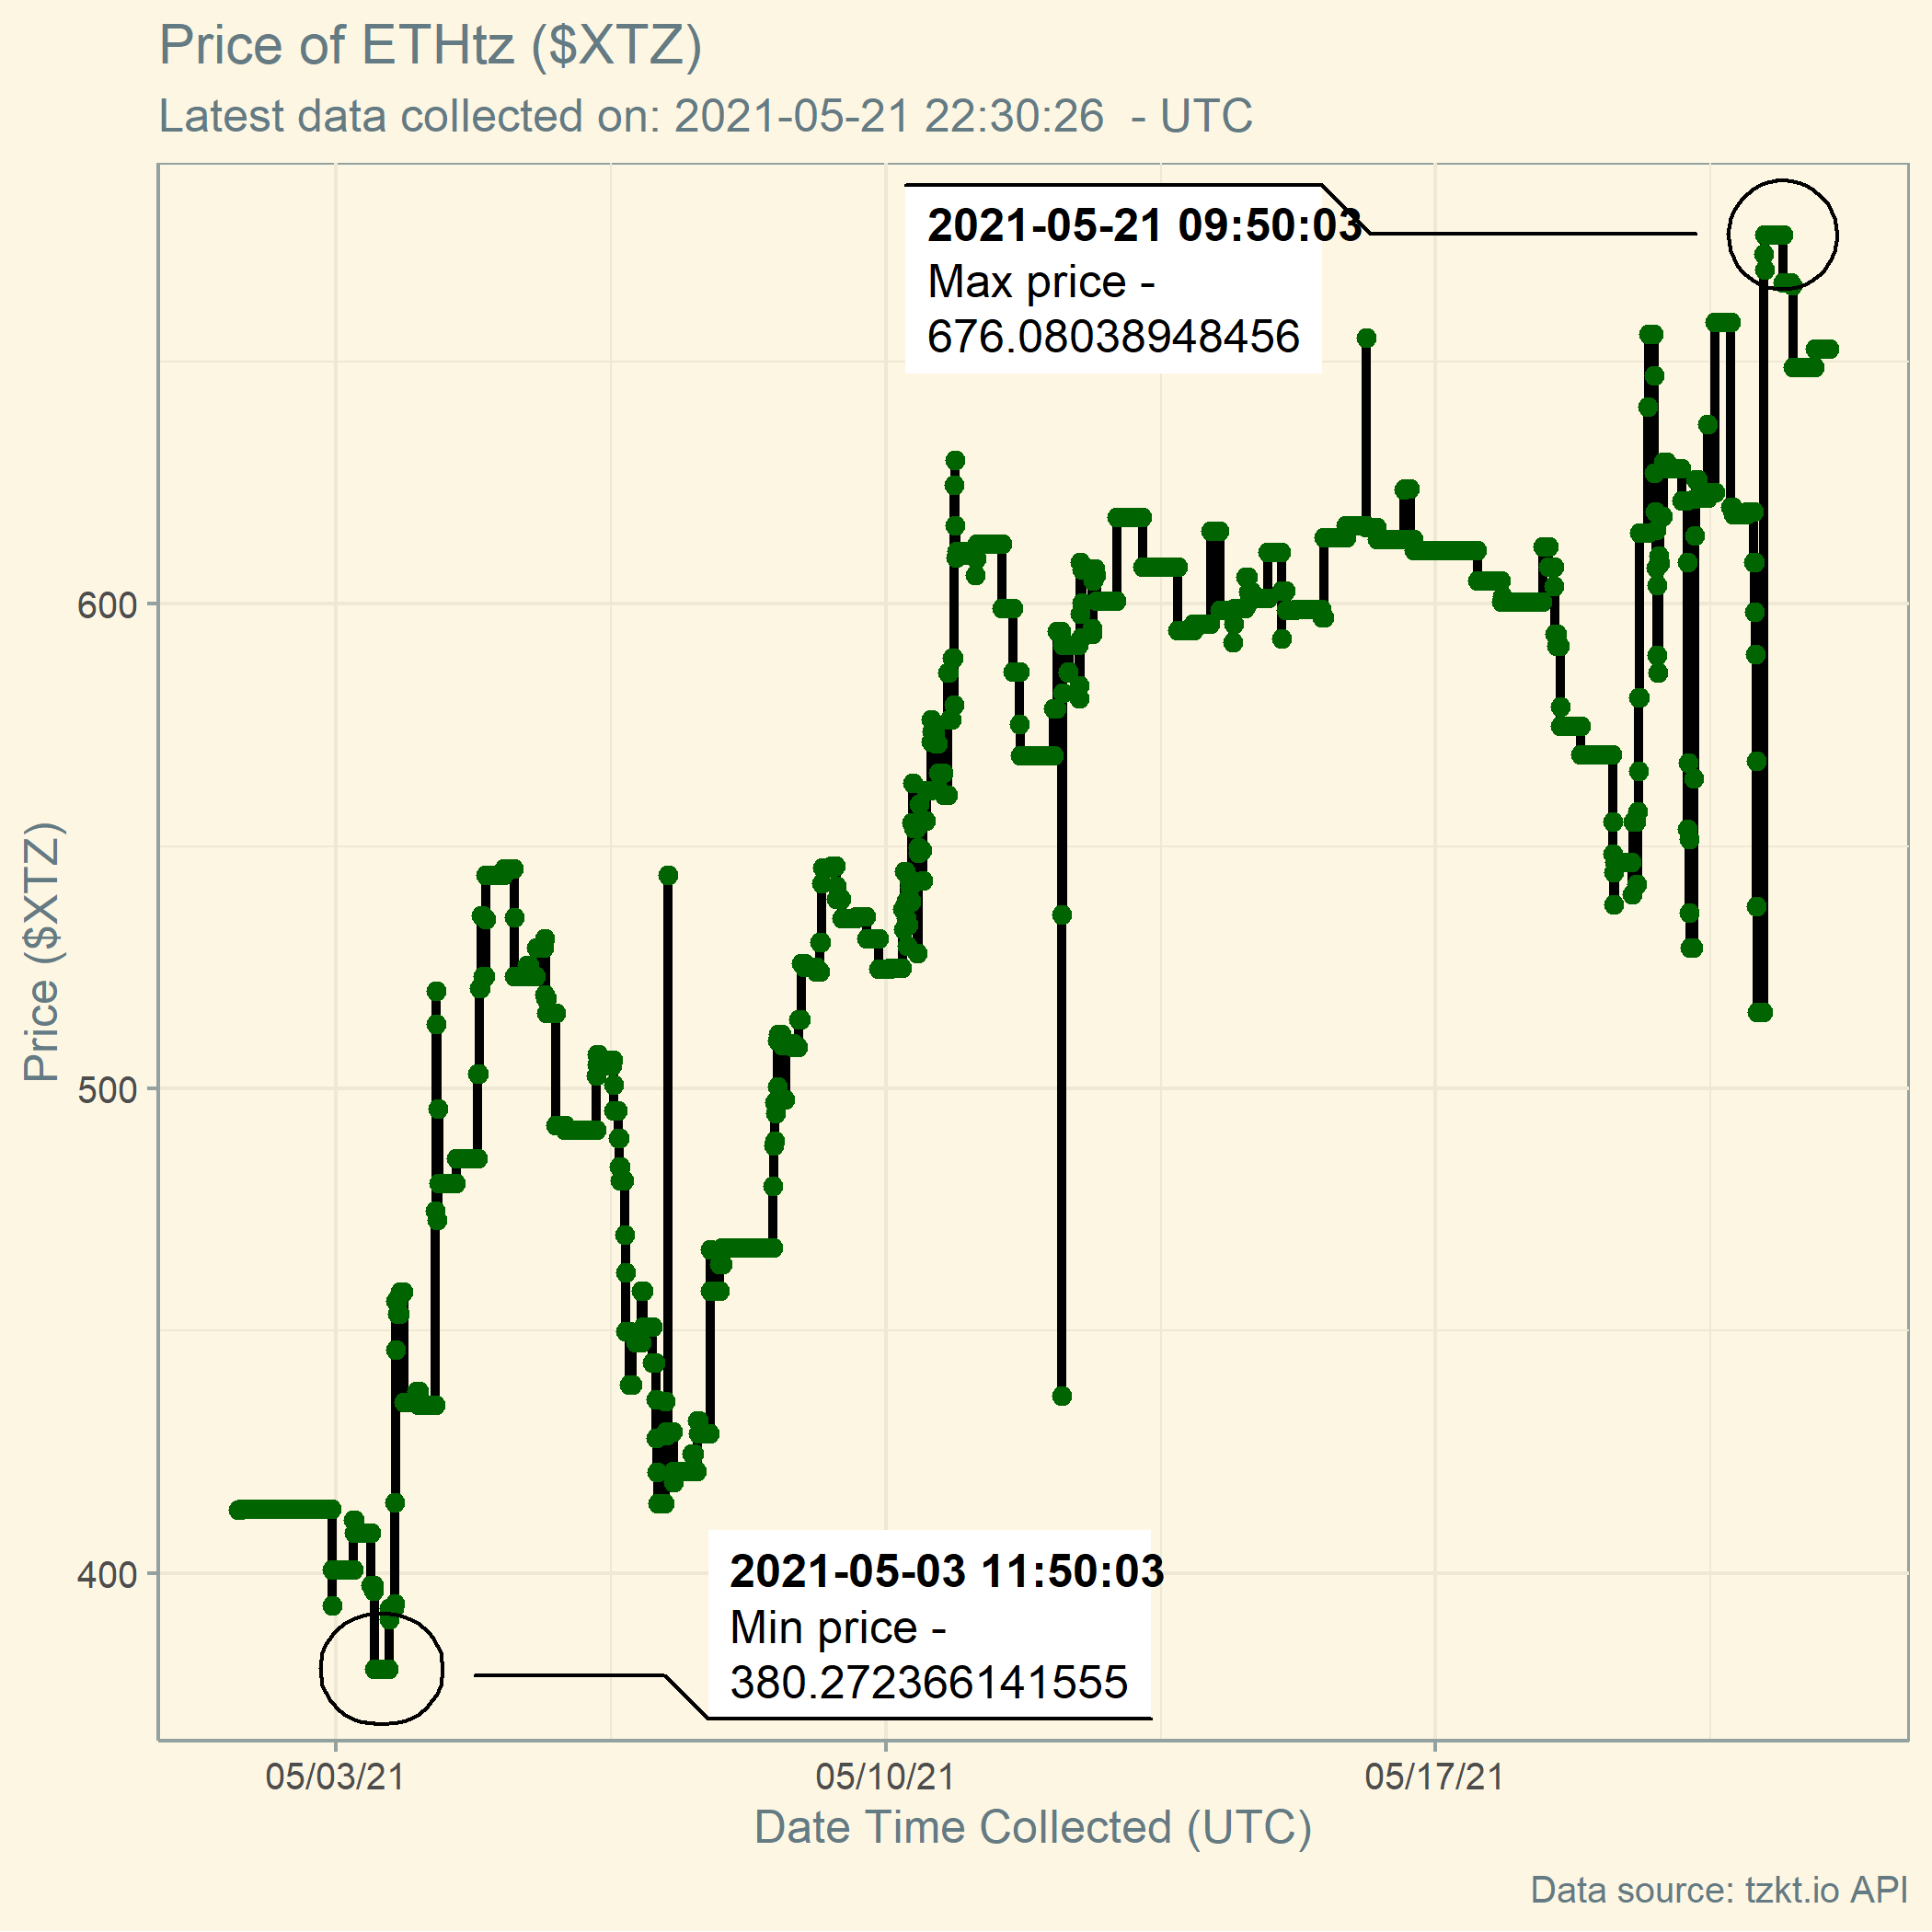 Price of ETHtz ($XTZ)
Latest data collected on: 2021-05-21 22:30:26  - UTC
2021-05-21 09:50:03
Max price -
676.08038948456
600
500
400
Price ($XTZ)
2021-05-03 11:50:03
Min price -
380.272366141555
05/03/21
05/10/21
05/17/21
Date Time Collected (UTC)
Data source: tzkt.io API